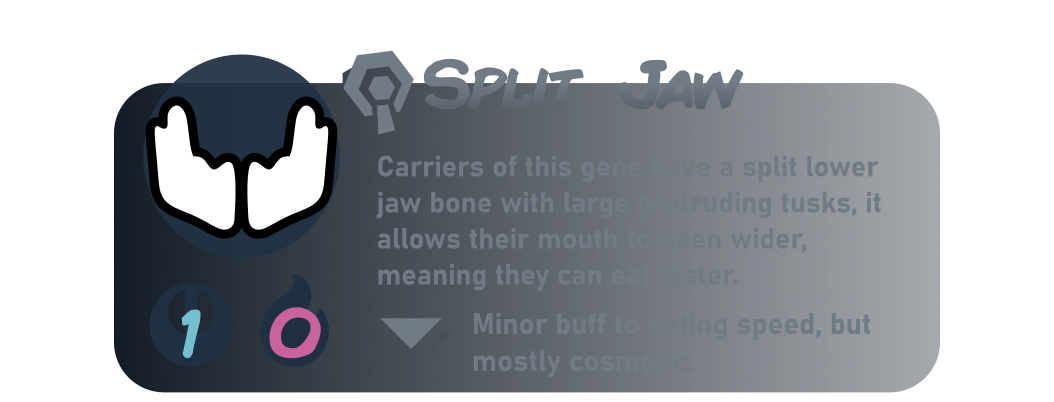 Split Jaw
Carriers of this gene have a split lower
jaw bone with large protruding tusks, it
allows their mouth to open wider,
meaning they can eat faster.
Minor buff to eating speed, but
mostly cosmetic.
1 0